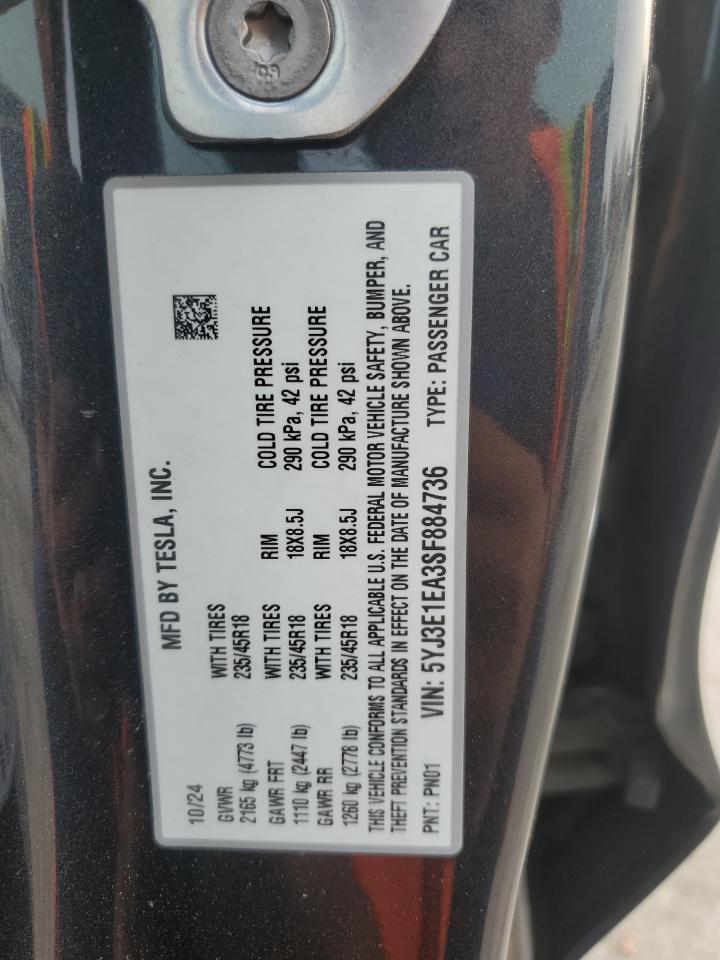 MFD BY TESLA, INC.
10/24
GVWR WITH TIRES
2165 kg (4773 lb) 235/45R18
GAWR FRT WITH TIRES RIM COLD TIRE PRESSURE
1110 kg (2447 lb) 235/45R18 18X8.5J 290 kPa, 42 psi
GAWR RR WITH TIRES RIM COLD TIRE PRESSURE
1260 kg (2778 lb) 235/45R18 18X8.5J 290 kPa, 42 psi
THIS VEHICLE CONFORMS TO ALL APPLICABLE U.S. FEDERAL MOTOR VEHICLE SAFETY, BUMPER, AND
THEFT PREVENTION STANDARDS IN EFFECT ON THE DATE OF MANUFACTURE SHOWN ABOVE.
PNT: PN01 VIN: 5YJ3E1EA3SF884736 TYPE: PASSENGER CAR